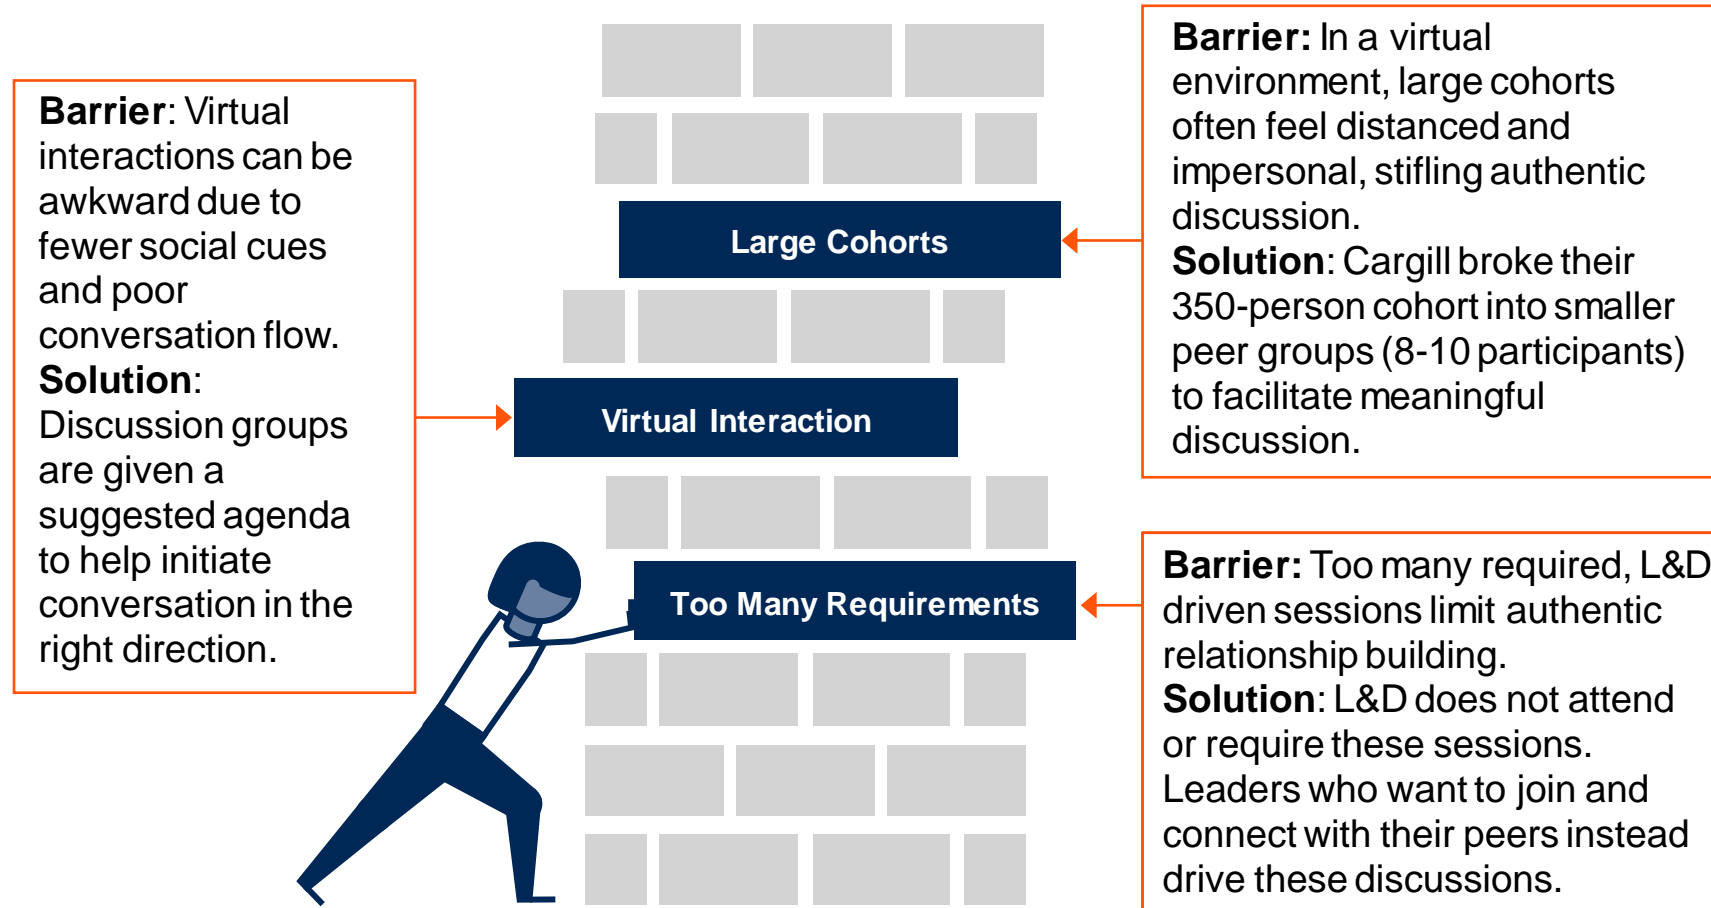 Barrier: Virtual
interactions can be
awkward due to
fewer social cues
and poor
conversation flow.
Solution:
Discussion groups
are given a
suggested agenda
to help initiate
conversation in the
right direction.
Large Cohorts
Virtual Interaction
Too Many Requirements
Barrier: In a virtual
environment, large cohorts
often feel distanced and
impersonal, stifling authentic
discussion.
Solution: Cargill broke their
350-person cohort into smaller
peer groups (8-10 participants)
to facilitate meaningful
discussion.
Barrier: Too many required, L&D
driven sessions limit authentic
relationship building.
Solution: L&D does not attend
or require these sessions.
Leaders who want to join and
connect with their peers instead
drive these discussions.